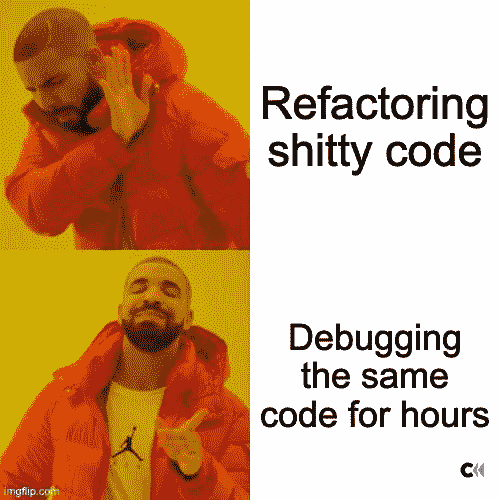 Refactoring
shitty code
Debugging
the same
code for hours
imgflip.com